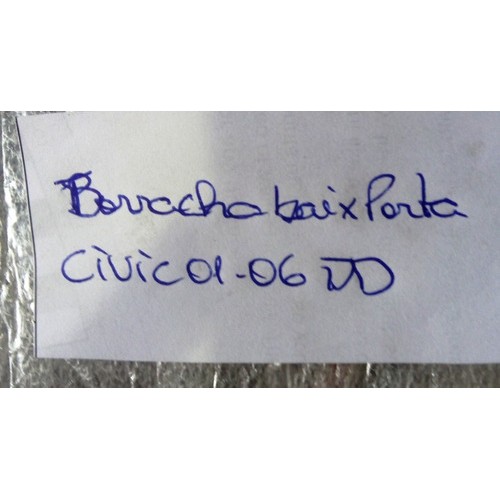 Borracha baix Porta
Civic 01-06 DD